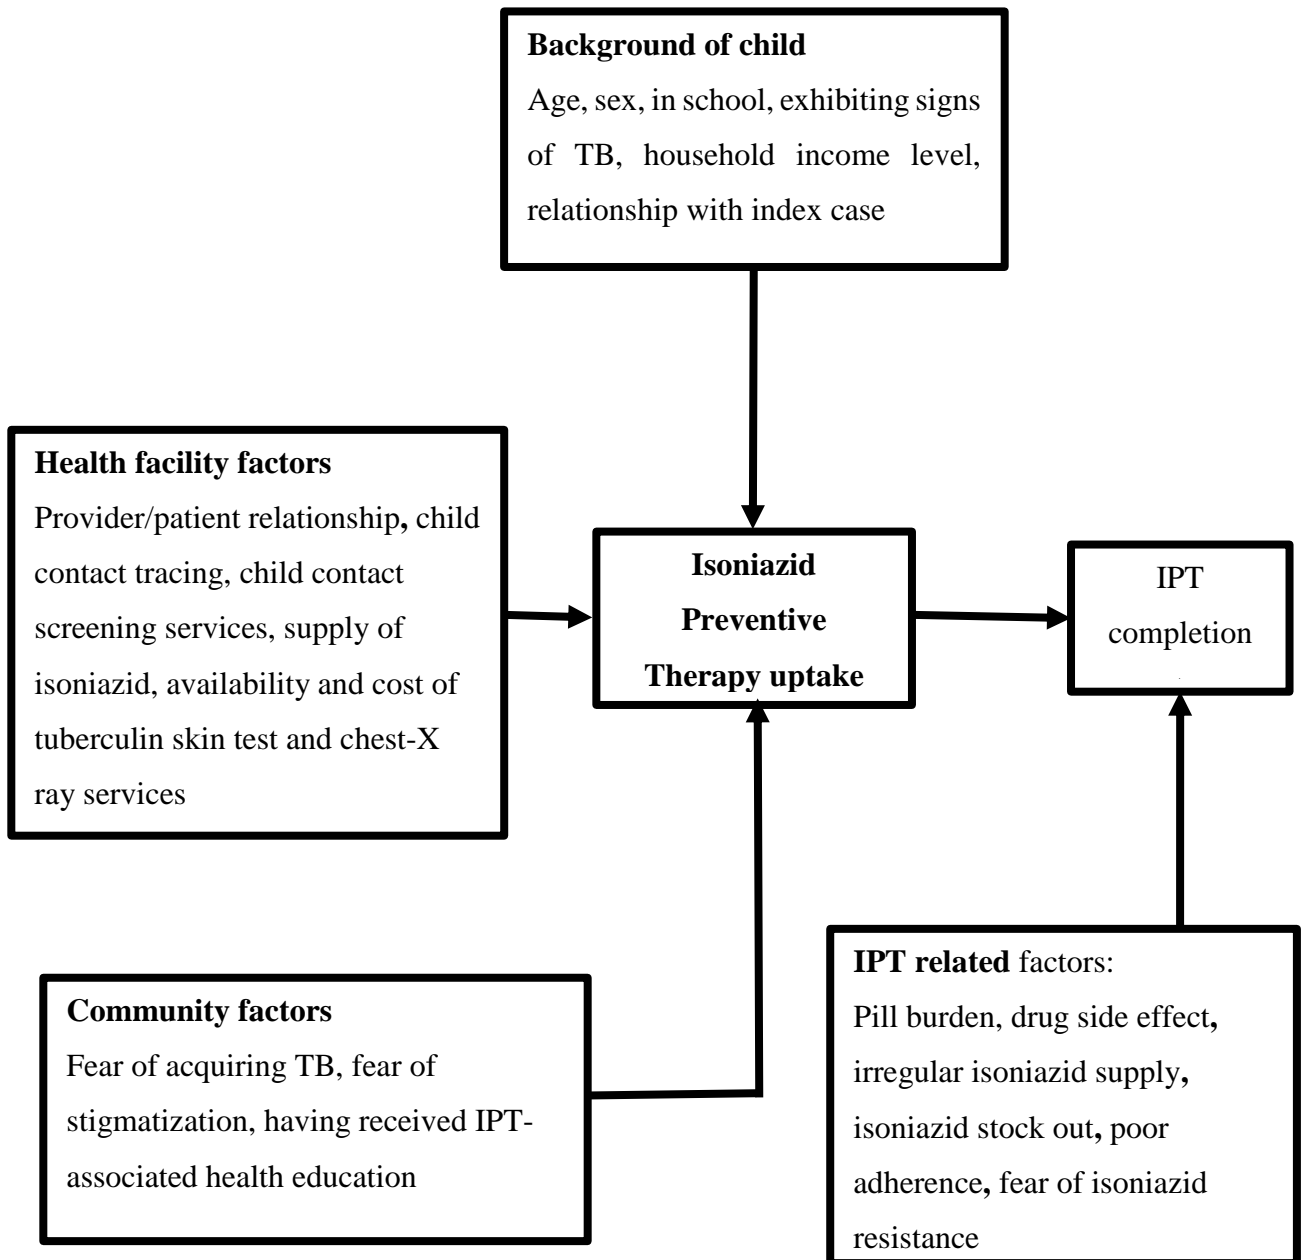 Background of child
Age, sex, in school, exhibiting signs
of TB, household income level,
relationship with index case
Health facility factors
Provider/patient relationship, child
contact tracing, child contact
screening services, supply of
isoniazid, availability and cost of
tuberculin skin test and chest-X
ray services
Isoniazid
Preventive
Therapy uptake
IPT
completion
Community factors
Fear of acquiring TB, fear of
stigmatization, having received IPT-
associated health education
IPT related factors:
Pill burden, drug side effect,
irregular isoniazid supply,
isoniazid stock out, poor
adherence, fear of isoniazid
resistance